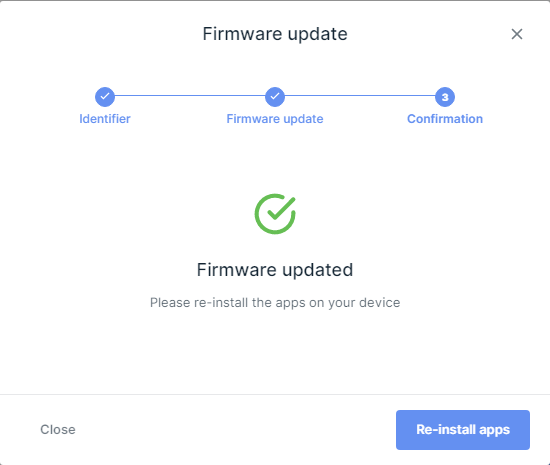 Firmware update
Identifier
Firmware update
3
Confirmation
Firmware updated
Please re-install the apps on your device
Close
Re-install apps